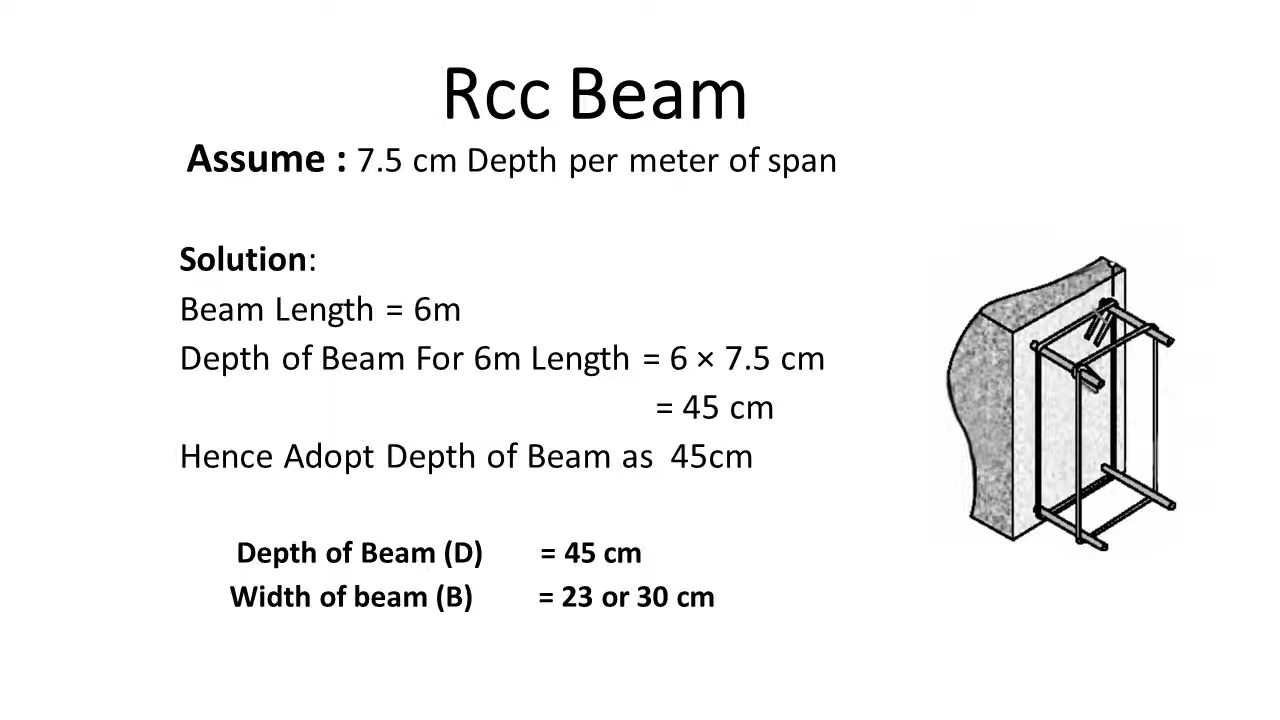 Rcc Beam
Assume : 7.5 cm Depth per meter of span
Solution:
Beam Length = 6m
Depth of Beam For 6m Length = 6 × 7.5 cm
= 45 cm
Hence Adopt Depth of Beam as 45cm
Depth of Beam (D) = 45 cm
Width of beam (B) = 23 or 30 cm